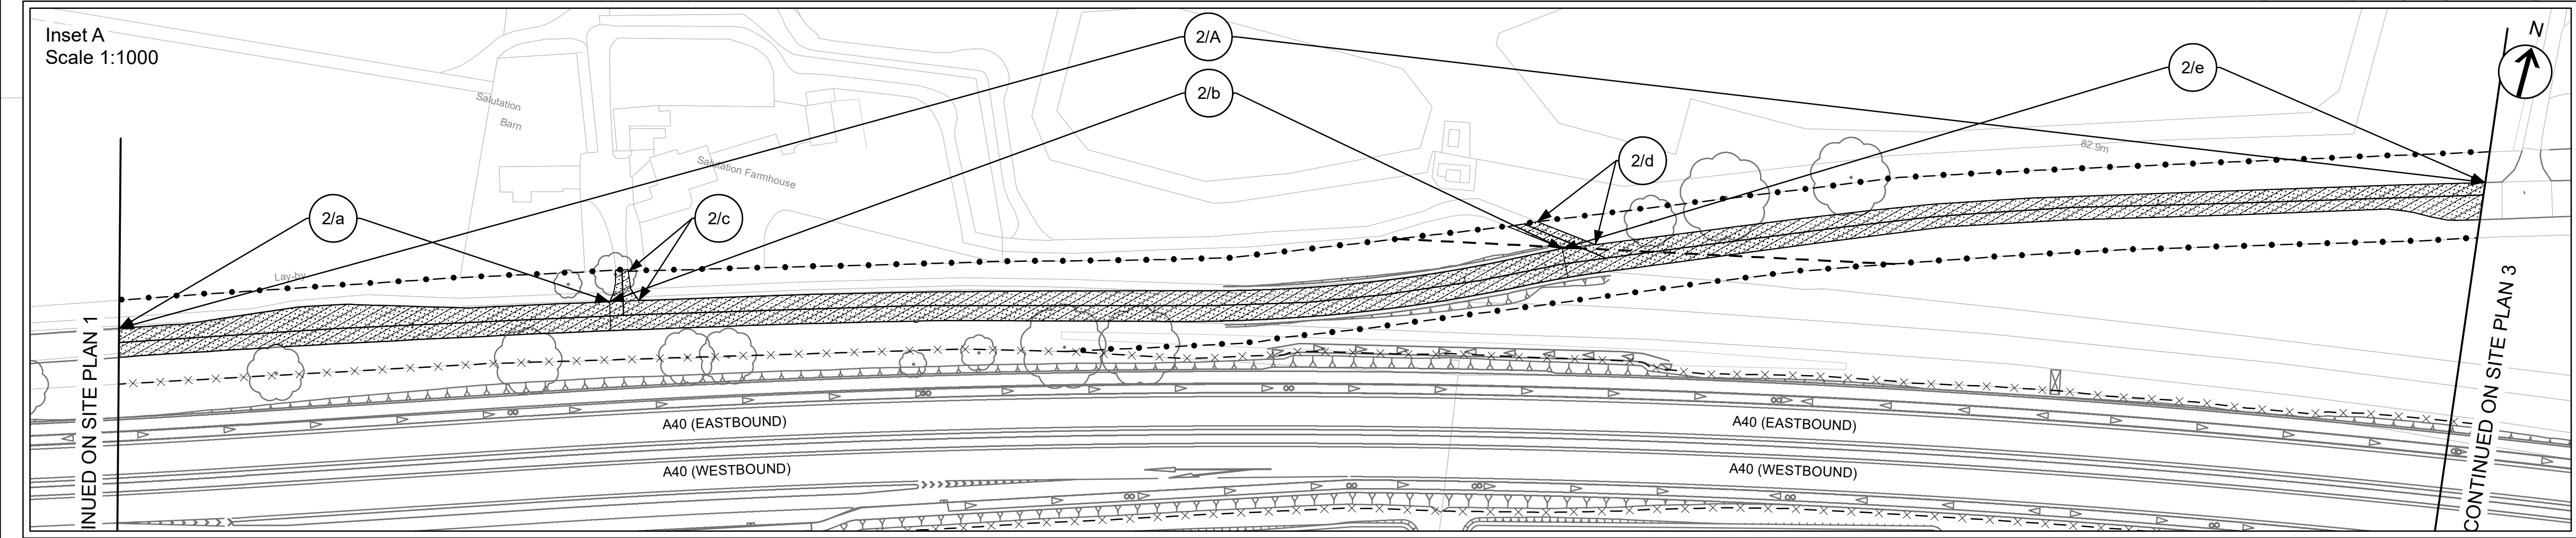 Inset A
Scale 1:1000
2/A
2/b
2/e
N
Salutation
Barn
Salutation Farmhouse
2/d
82.9m
2/a
2/c
Lay-by
INUED ON SITE PLAN 1
CONTINUED ON SITE PLAN 3
A40 (EASTBOUND)
A40 (EASTBOUND)
A40 (WESTBOUND)
A40 (WESTBOUND)